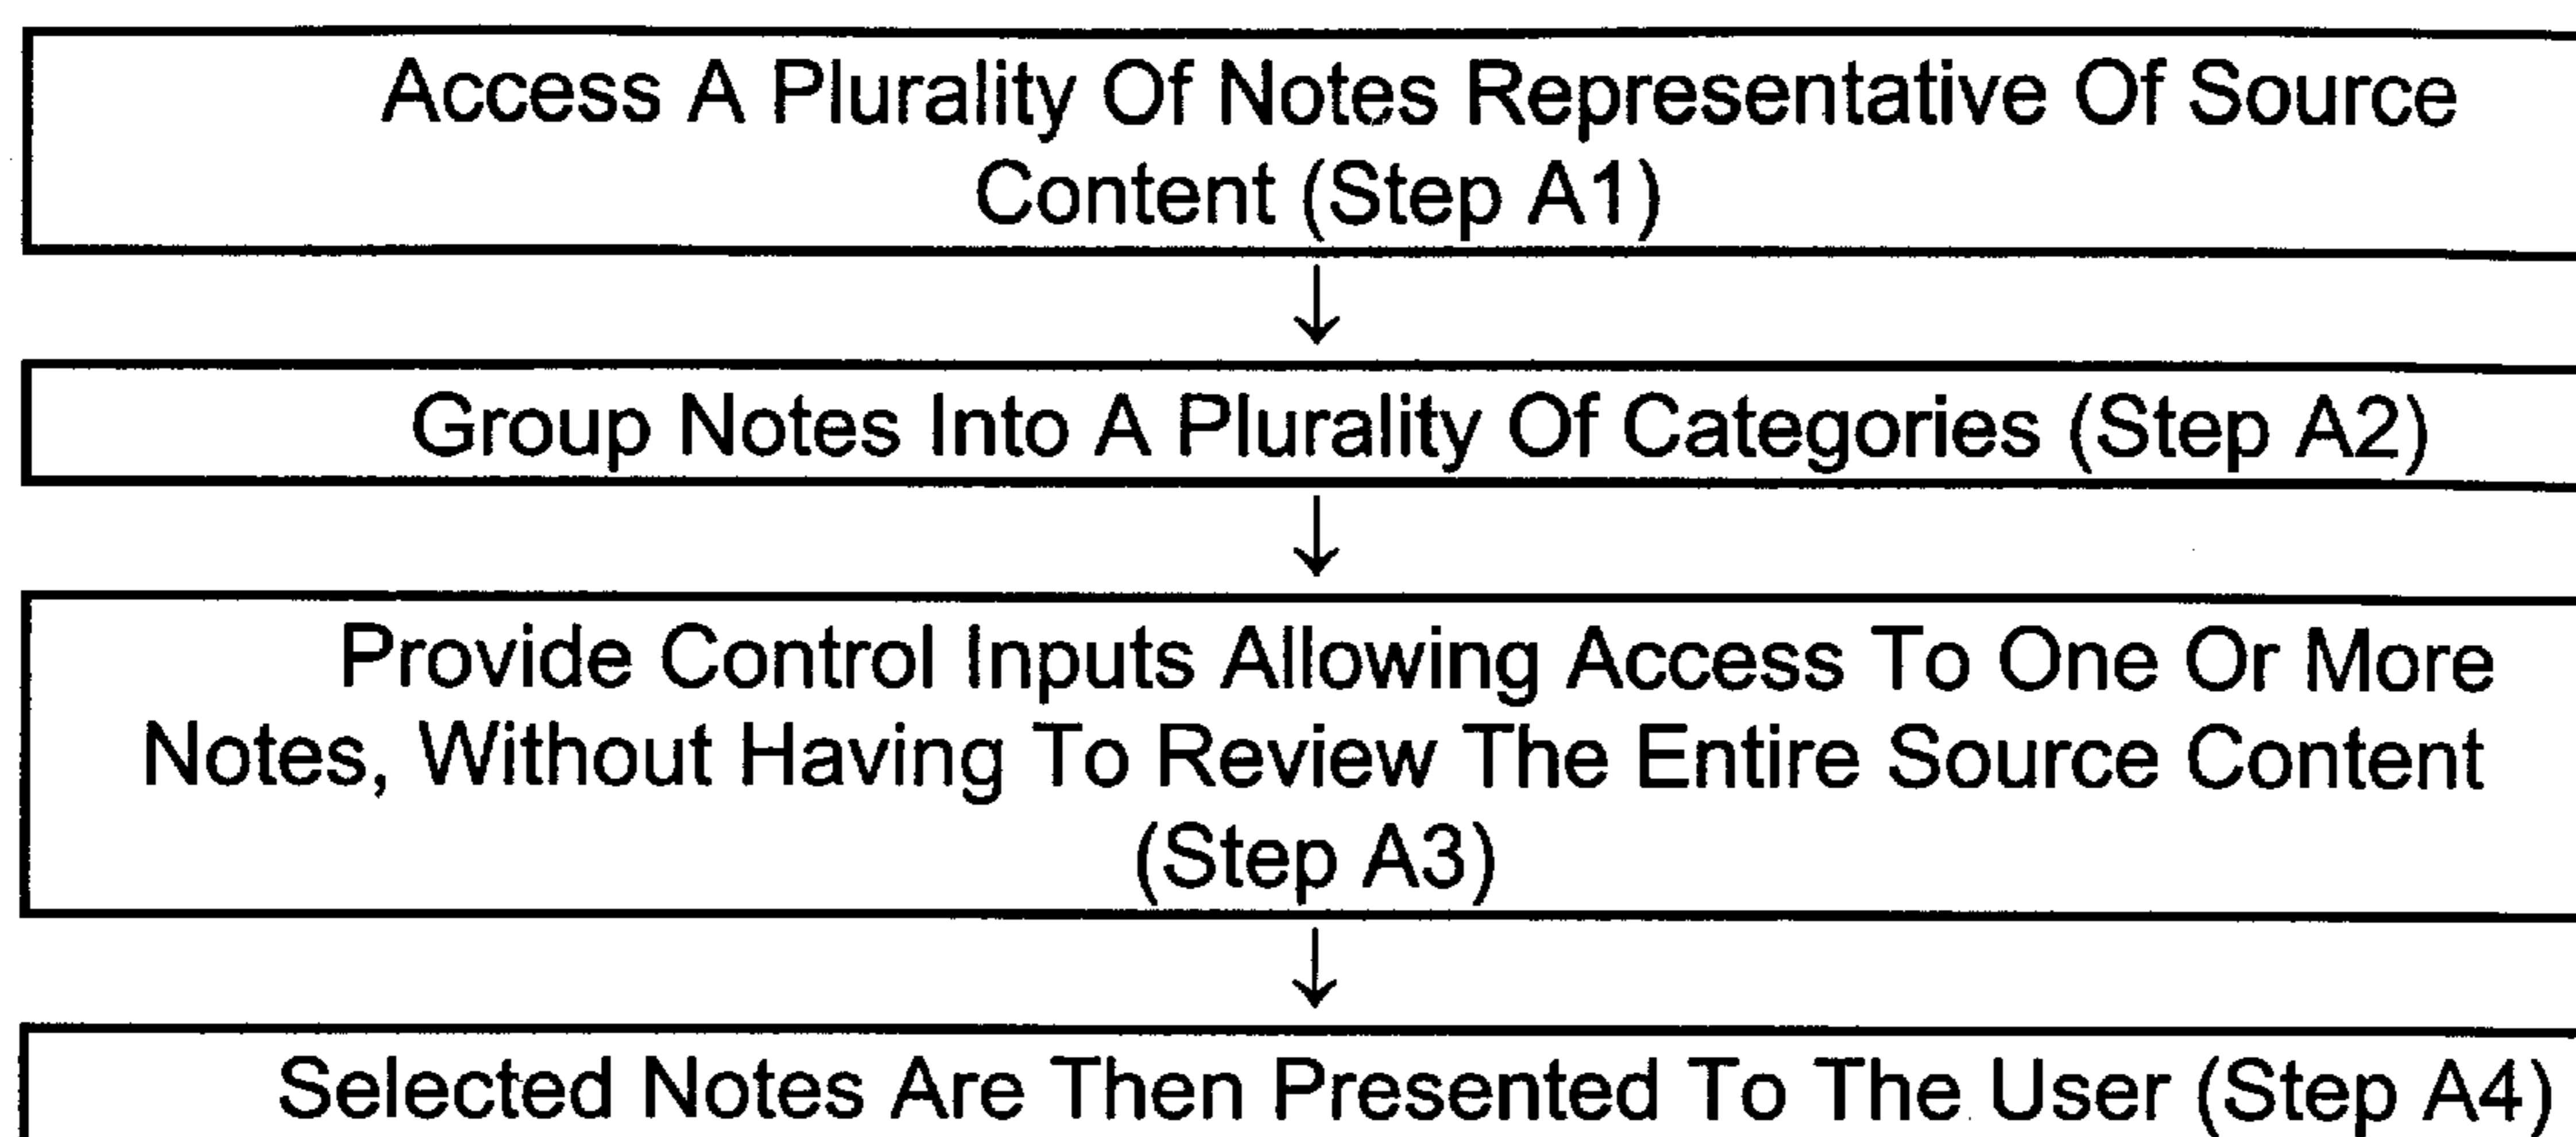 Access A Plurality Of Notes Representative Of Source
Content (Step A1)
Group Notes Into A Plurality Of Categories (Step A2)
Provide Control Inputs Allowing Access To One Or More
Notes, Without Having To Review The Entire Source Content
(Step A3)
Selected Notes Are Then Presented To The User (Step A4)